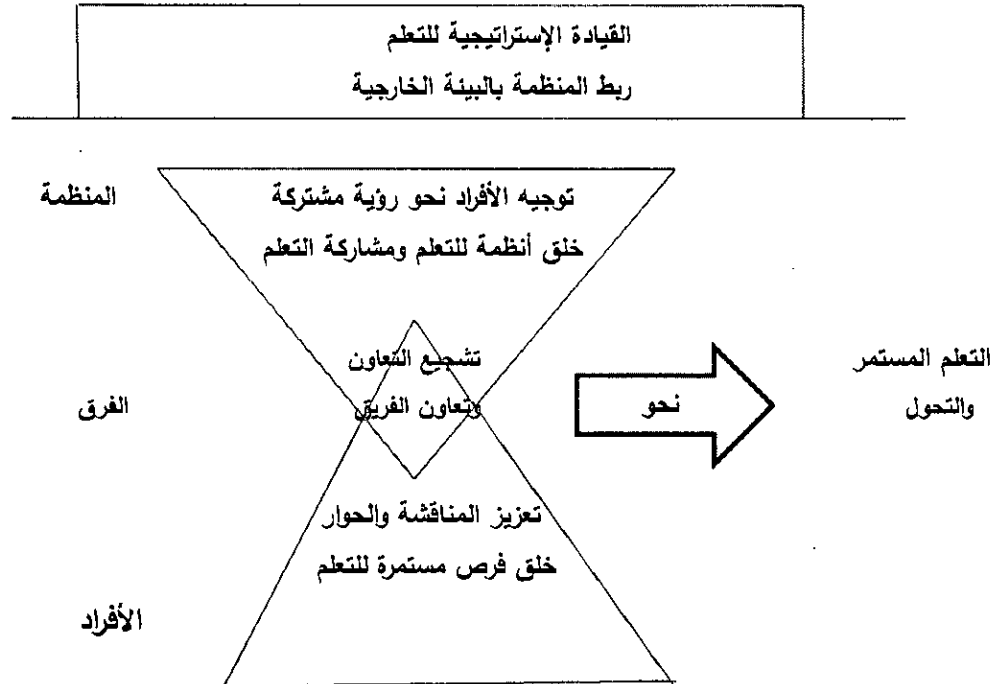 القيادة الإستراتيجية للتعلم
ربط المنظمة بالبيئة الخارجية
المنظمة
توجيه الأفراد نحو رؤية مشتركة
خلق أنظمة للتعلم ومشاركة التعلم
تشجيع التعاون
وتعاون الفريق
الفرق
نحو
التعلم المستمر
والتحول
تعزيز المناقشة والحوار
خلق فرص مستمرة للتعلم
الأفراد